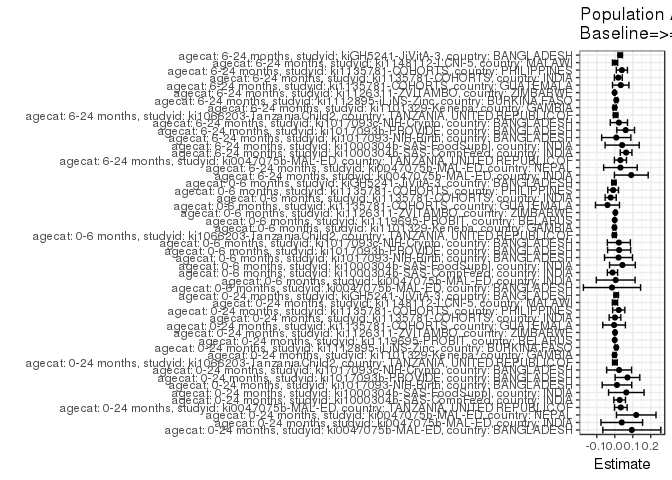 Population A
Baseline=>=
agecat: 6-24 months, studyid: kiGH5241-JiVitA-3, country: BANGLADESH
agecat: 6-24 months, studyid: ki1148112-LCNI-5, country: MALAWI
agecat: 6-24 months, studyid: ki1135781-COHORTS, country: PHILIPPINES
agecat: 6-24 months, studyid: ki1135781-COHORTS, country: INDIA
agecat: 6-24 months, studyid: ki1135781-COHORTS, country: GUATEMALA
agecat: 6-24 months, studyid: ki1126311-ZVITAMBO, country: ZIMBABWE
agecat: 6-24 months, studyid: ki1112895-iLiNS-Zinc, country: BURKINA FASO
agecat: 6-24 months, studyid: ki1101329-Keneba, country: GAMBIA
agecat: 6-24 months, studyid: ki1066203-TanzaniaChild2, country: TANZANIA, UNITED REPUBLIC OF
agecat: 6-24 months, studyid: ki1017093c-NIH-Crypto, country: BANGLADESH
agecat: 6-24 months, studyid: ki1017093b-PROVIDE, country: BANGLADESH
agecat: 6-24 months, studyid: ki1017093-NIH-Birth, country: BANGLADESH
agecat: 6-24 months, studyid: ki1000304b-SAS-FoodSuppl, country: INDIA
agecat: 6-24 months, studyid: ki1000304b-SAS-CompFeed, country: INDIA
agecat: 6-24 months, studyid: ki0047075b-MAL-ED, country: TANZANIA, UNITED REPUBLIC OF
agecat: 6-24 months, studyid: ki0047075b-MAL-ED, country: NEPAL
agecat: 6-24 months, studyid: ki0047075b-MAL-ED, country: INDIA
agecat: 0-6 months, studyid: kiGH5241-JiVitA-3, country: BANGLADESH
agecat: 0-6 months, studyid: ki1135781-COHORTS, country: PHILIPPINES
agecat: 0-6 months, studyid: ki1135781-COHORTS, country: INDIA
agecat: 0-6 months, studyid: ki1135781-COHORTS, country: GUATEMALA
agecat: 0-6 months, studyid: ki1126311-ZVITAMBO, country: ZIMBABWE
agecat: 0-6 months, studyid: ki1119695-PROBIT, country: BELARUS
agecat: 0-6 months, studyid: ki1101329-Keneba, country: GAMBIA
agecat: 0-6 months, studyid: ki1066203-TanzaniaChild2, country: TANZANIA, UNITED REPUBLIC OF
agecat: 0-6 months, studyid: ki1017093c-NIH-Crypto, country: BANGLADESH
agecat: 0-6 months, studyid: ki1017093b-PROVIDE, country: BANGLADESH
agecat: 0-6 months, studyid: ki1017093-NIH-Birth, country: BANGLADESH
agecat: 0-6 months, studyid: ki1000304b-SAS-FoodSuppl, country: INDIA
agecat: 0-6 months, studyid: ki1000304b-SAS-CompFeed, country: INDIA
agecat: 0-6 months, studyid: ki0047075b-MAL-ED, country: INDIA
agecat: 0-6 months, studyid: ki0047075b-MAL-ED, country: BANGLADESH
agecat: 0-24 months, studyid: kiGH5241-JiVitA-3, country: BANGLADESH
agecat: 0-24 months, studyid: ki1148112-LCNI-5, country: MALAWI
agecat: 0-24 months, studyid: ki1135781-COHORTS, country: PHILIPPINES
agecat: 0-24 months, studyid: ki1135781-COHORTS, country: INDIA
agecat: 0-24 months, studyid: ki1135781-COHORTS, country: GUATEMALA
agecat: 0-24 months, studyid: ki1126311-ZVITAMBO, country: ZIMBABWE
agecat: 0-24 months, studyid: ki1119695-PROBIT, country: BELARUS
agecat: 0-24 months, studyid: ki1112895-iLiNS-Zinc, country: BURKINA FASO
agecat: 0-24 months, studyid: ki1101329-Keneba, country: GAMBIA
agecat: 0-24 months, studyid: ki1066203-TanzaniaChild2, country: TANZANIA, UNITED REPUBLIC OF
agecat: 0-24 months, studyid: ki1017093c-NIH-Crypto, country: BANGLADESH
agecat: 0-24 months, studyid: ki1017093b-PROVIDE, country: BANGLADESH
agecat: 0-24 months, studyid: ki1017093-NIH-Birth, country: BANGLADESH
agecat: 0-24 months, studyid: ki1000304b-SAS-FoodSuppl, country: INDIA
agecat: 0-24 months, studyid: ki1000304b-SAS-CompFeed, country: INDIA
agecat: 0-24 months, studyid: ki0047075b-MAL-ED, country: TANZANIA, UNITED REPUBLIC OF
agecat: 0-24 months, studyid: ki0047075b-MAL-ED, country: NEPAL
agecat: 0-24 months, studyid: ki0047075b-MAL-ED, country: INDIA
agecat: 0-24 months, studyid: ki0047075b-MAL-ED, country: BANGLADESH
-0.10.00.10.2
Estimate